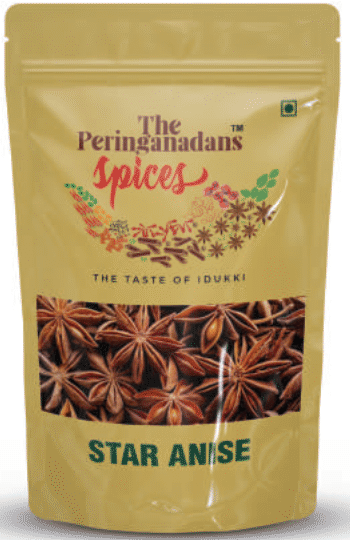 The
Peringanadans™
Spices
THE TASTE OF IDUKKI
STAR ANISE